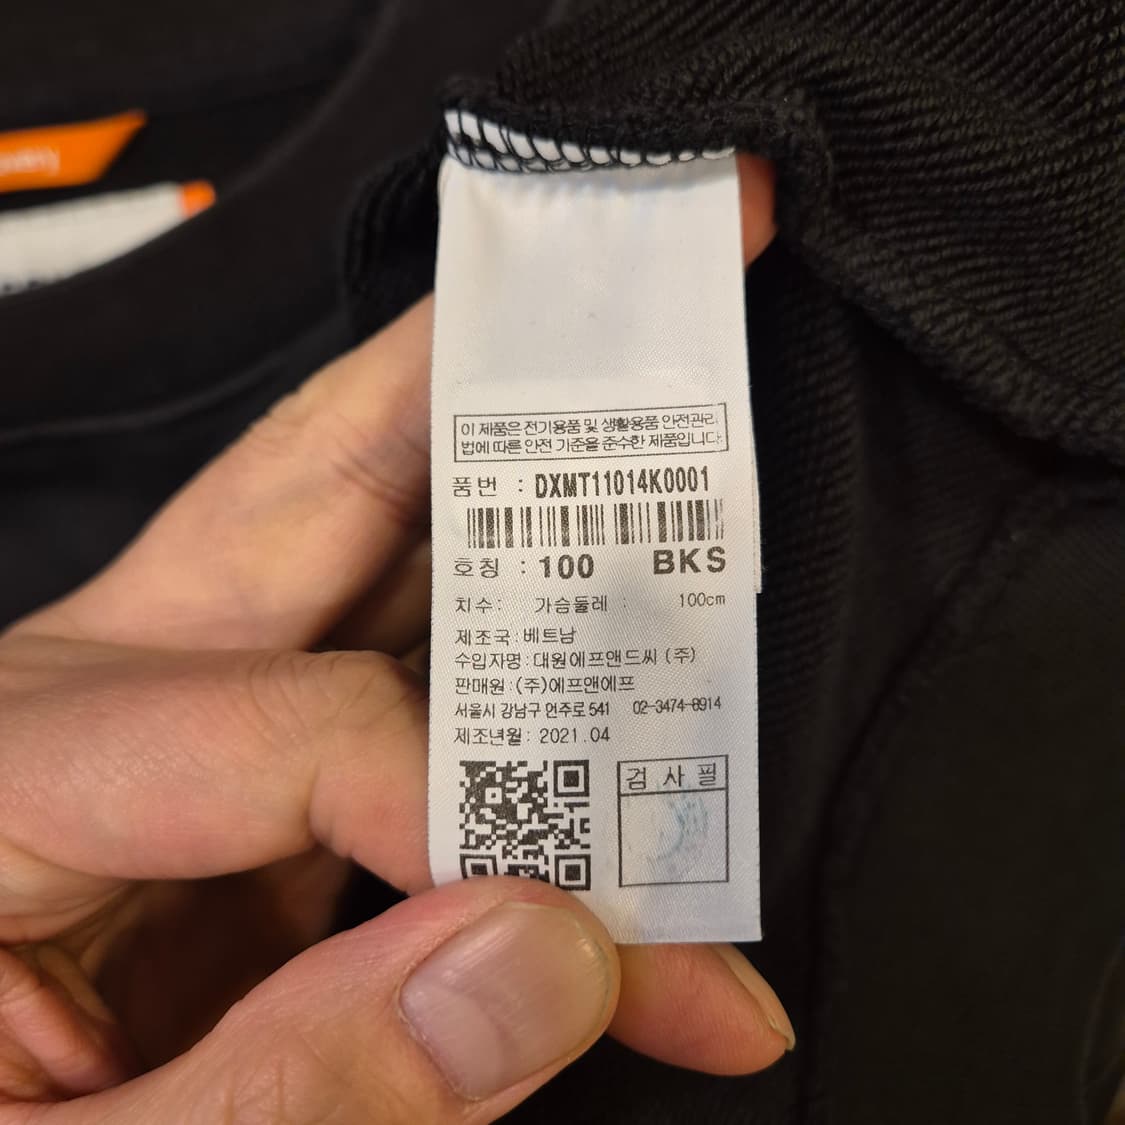 이 제품은 전기용품 및 생활용품 안전관리
법에 따른 안전 기준을 준수한 제품입니다.
품번 : DXMT11014K0001
호칭 : 100 BKS
치수: 가슴둘레 : 100cm
제조국:베트남
수입자명:대원에프앤드씨 (주)
판매원:(주)에프앤에프
서울시 강남구 언주로 541 02-3474-8914
제조년월: 2021.04
검 사 필